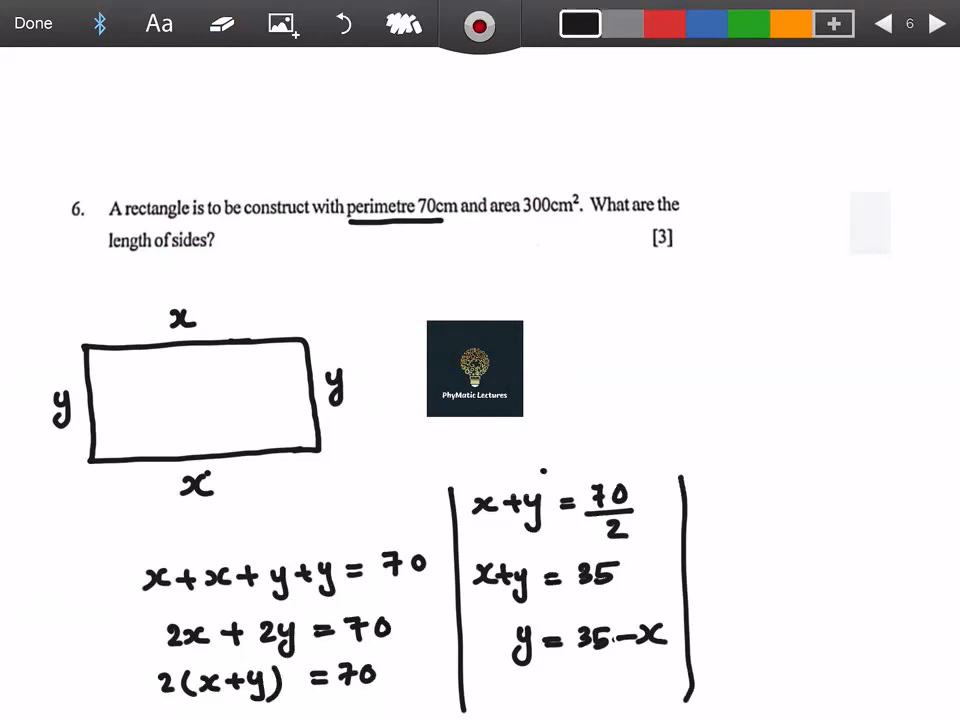 Done Aa 6
6. A rectangle is to be construct with perimetre 70cm and area 300cm². What are the
length of sides? [3]
x
y
y
x
PhyMatic Lectures
x+x+y+y=70
2x+2y=70
2(x+y) =70
x+y = 70/2
x+y = 35
y = 35-x